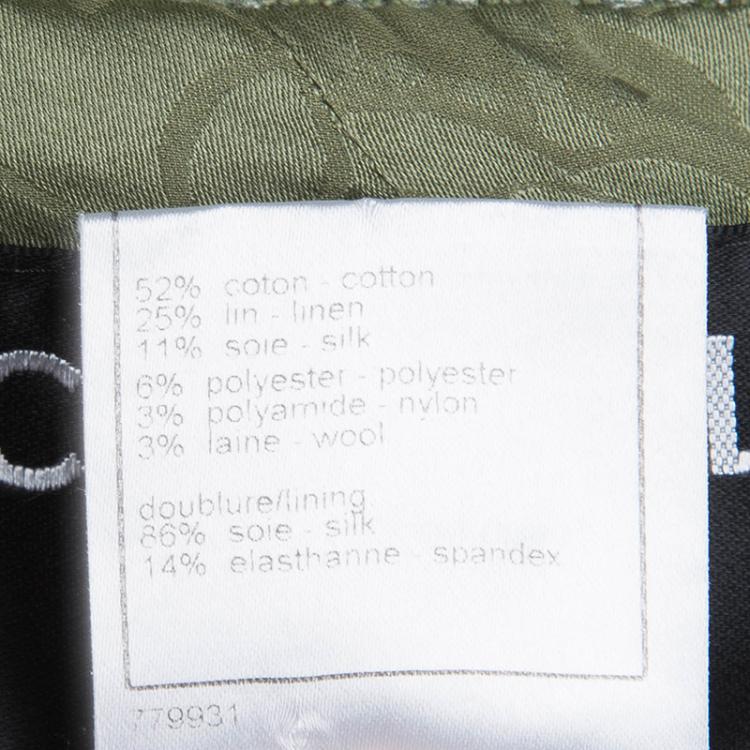 52% coton - cotton
25% lin - linen
11% soie - silk
6% polyester - polyester
3% polyamide - nylon
3% laine - wool
doublure/lining
86% soie - silk
14% elasthanne - spandex
C L
779931